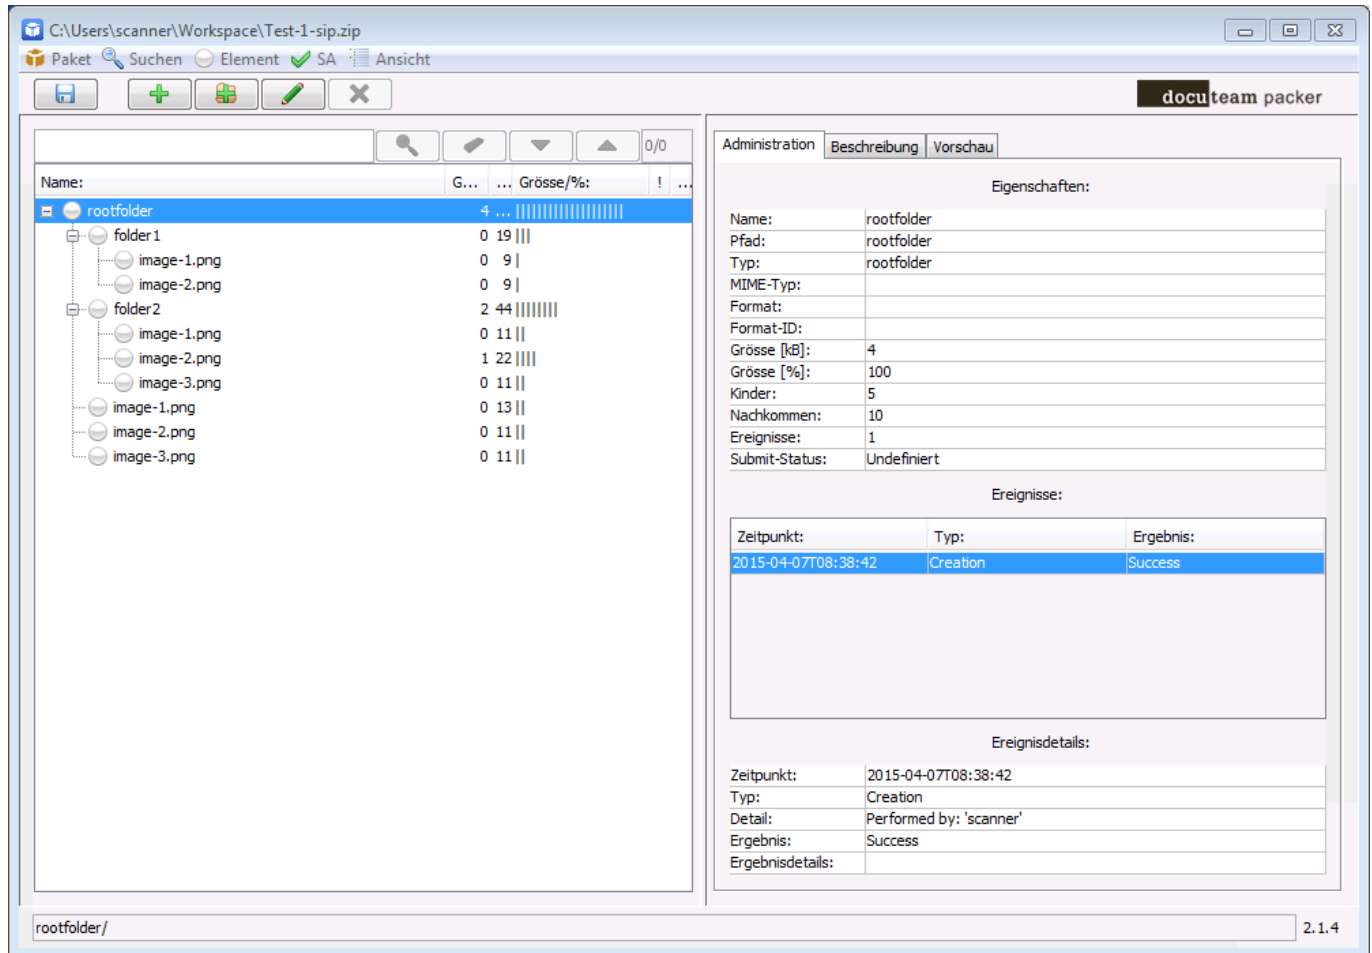 C:\Users\scanner\Workspace\Test-1-sip.zip
Paket Suchen Element SA Ansicht
docuteam packer
0/0
Name: G... ... Grösse/%: ! ...
rootfolder 4 ...
folder1 0 19
image-1.png 0 9
image-2.png 0 9
folder2 2 44
image-1.png 0 11
image-2.png 1 22
image-3.png 0 11
image-1.png 0 13
image-2.png 0 11
image-3.png 0 11
Administration Beschreibung Vorschau
Eigenschaften:
Name: rootfolder
Pfad: rootfolder
Typ: rootfolder
MIME-Typ:
Format:
Format-ID:
Grösse [kB]: 4
Grösse [%]: 100
Kinder: 5
Nachkommen: 10
Ereignisse: 1
Submit-Status: Undefiniert
Ereignisse:
Zeitpunkt: Typ: Ergebnis:
2015-04-07T08:38:42 Creation Success
Ereignisdetails:
Zeitpunkt: 2015-04-07T08:38:42
Typ: Creation
Detail: Performed by: 'scanner'
Ergebnis: Success
Ergebnisdetails:
rootfolder/
2.1.4